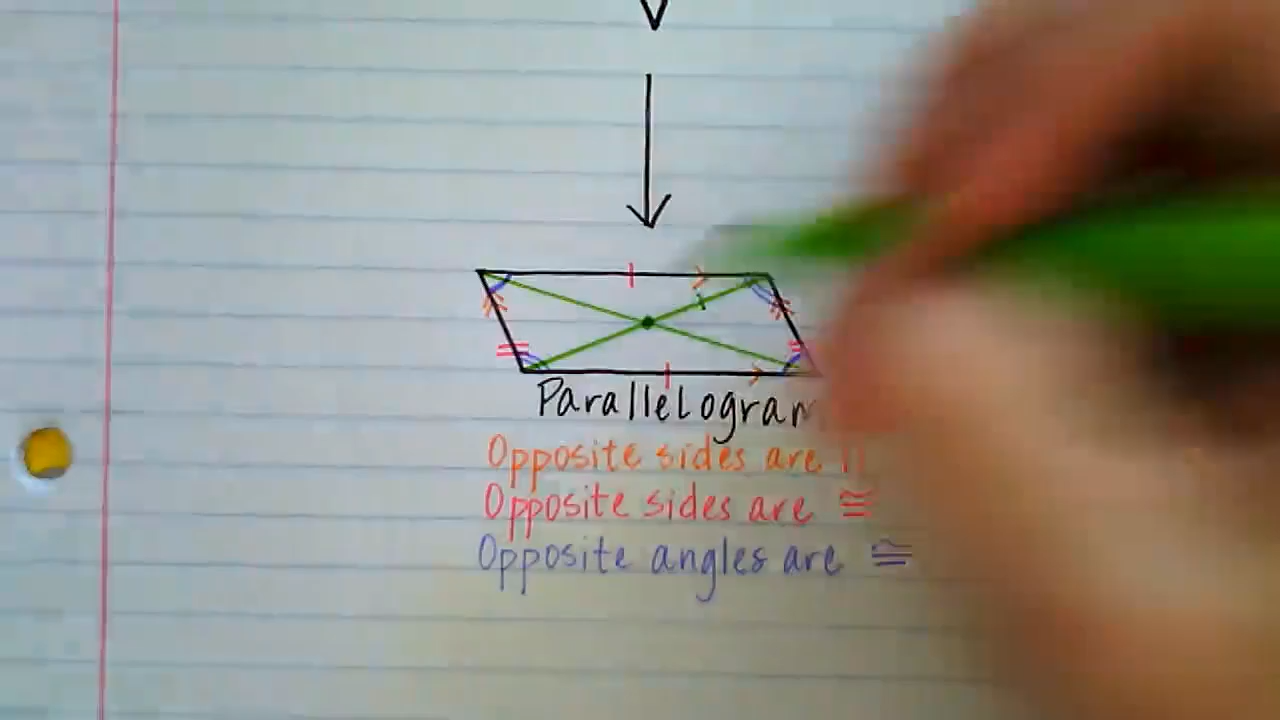 Parallelogram
Opposite sides are ||
Opposite sides are ≅
Opposite angles are ≅